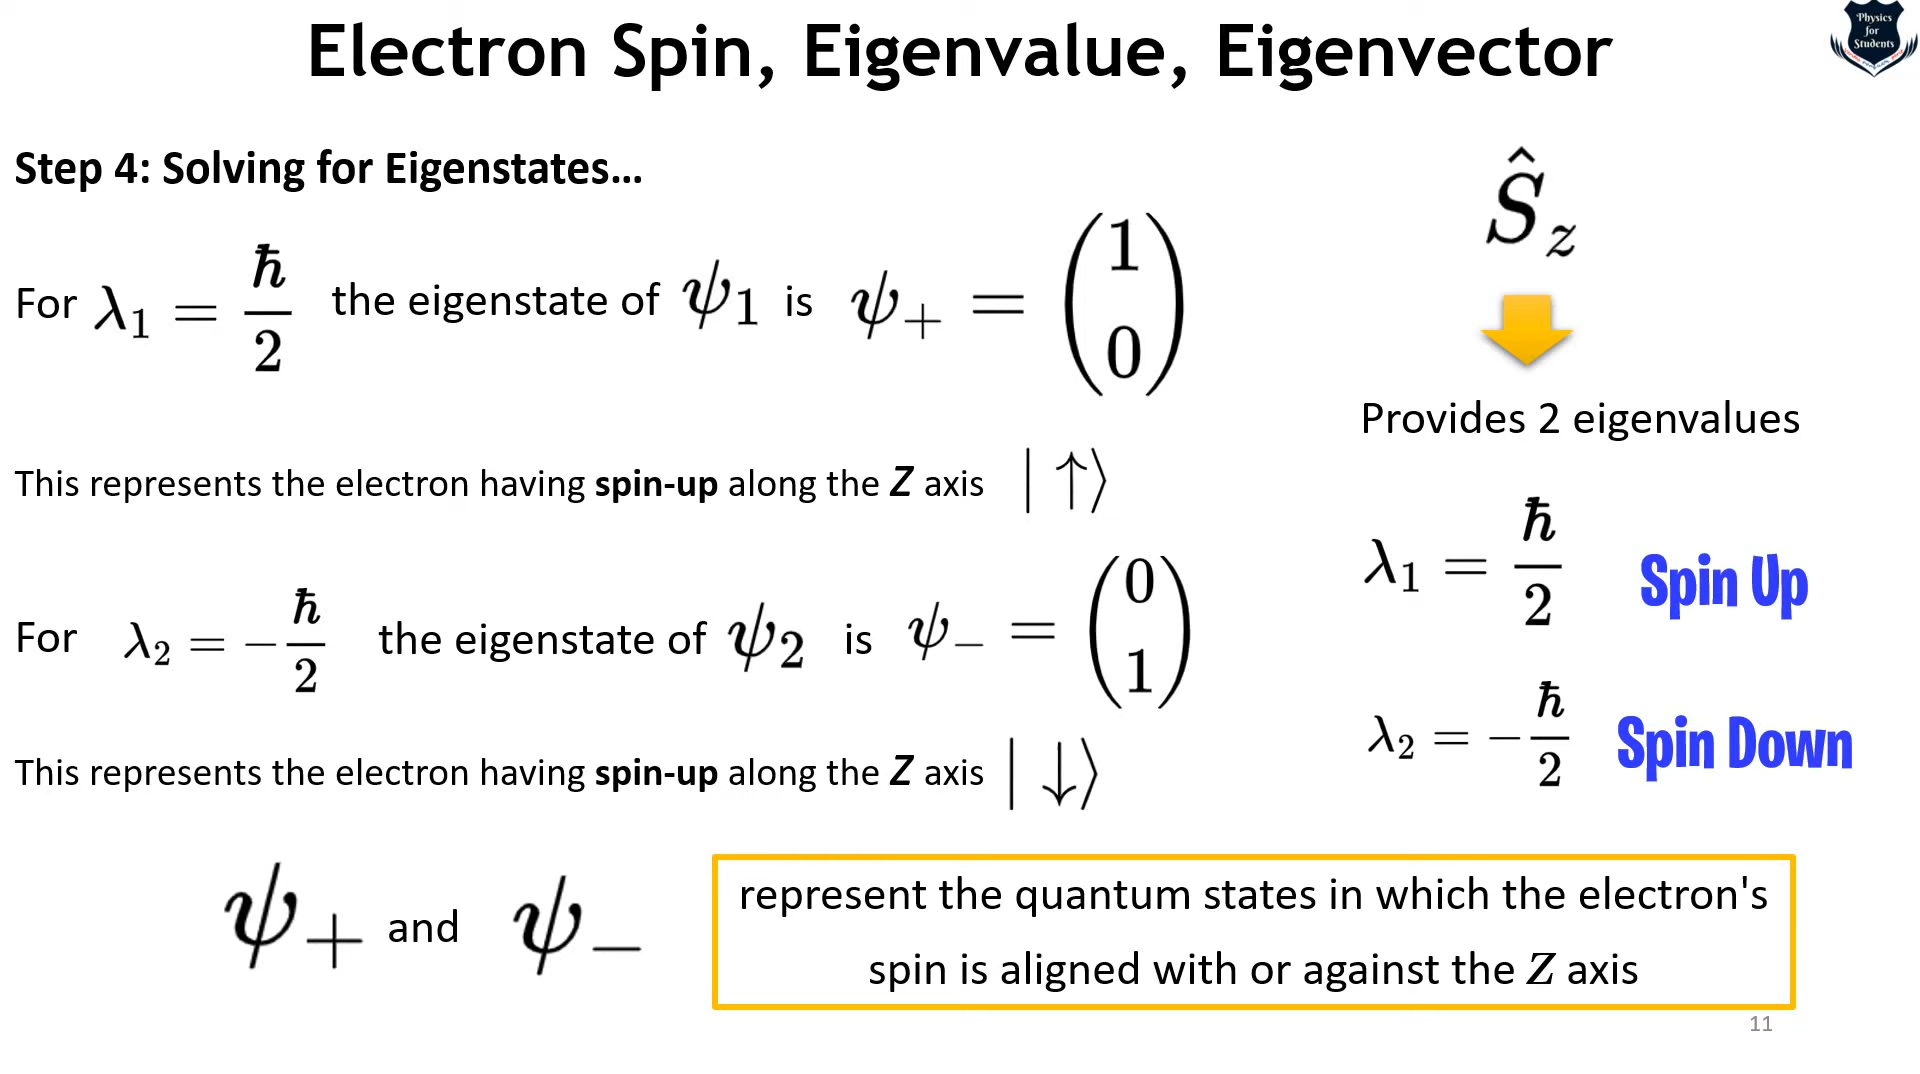 Electron Spin, Eigenvalue, Eigenvector
Physics
for
Students
Step 4: Solving for Eigenstates...
For λ₁ = ħ/2 the eigenstate of ψ₁ is ψ₊ = (1 0)
This represents the electron having spin-up along the Z axis | ↑⟩
For λ₂ = −ħ/2 the eigenstate of ψ₂ is ψ₋ = (0 1)
This represents the electron having spin-up along the Z axis | ↓⟩
Ŝ_z
Provides 2 eigenvalues
λ₁ = ħ/2 Spin Up
λ₂ = −ħ/2 Spin Down
ψ₊ and ψ₋
represent the quantum states in which the electron's
spin is aligned with or against the Z axis
11